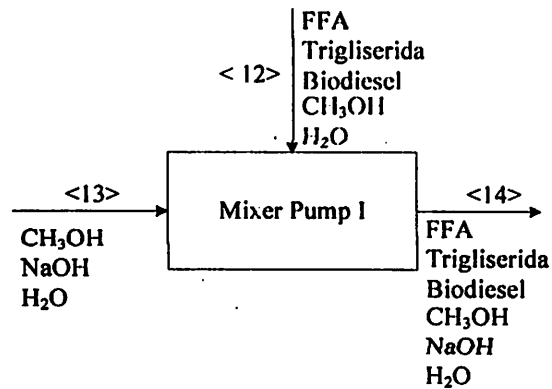 FFA
Trigliserida
< 12>
Biodiesel
CH₃OH
H₂O
<13>
CH₃OH
NaOH
H₂O
Mixer Pump I
<14>
FFA
Trigliserida
Biodiesel
CH₃OH
NaOH
H₂O